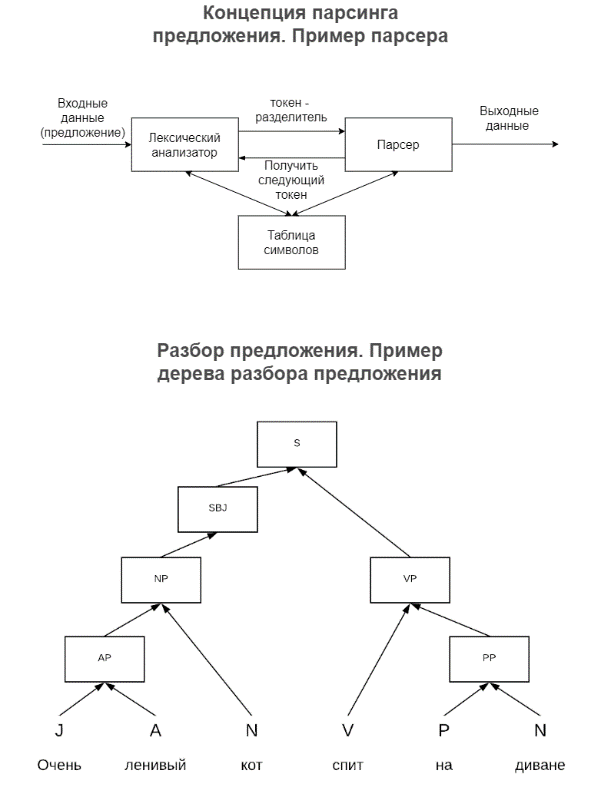 Концепция парсинга
предложения. Пример парсера
Входные
данные
(предложение)
Лексический
анализатор
токен -
разделитель
Получить
следующий
токен
Парсер
Выходные
данные
Таблица
символов
Разбор предложения. Пример
дерева разбора предложения
S
SBJ
NP
VP
AP
PP
J A N V P N
Очень ленивый кот спит на диване